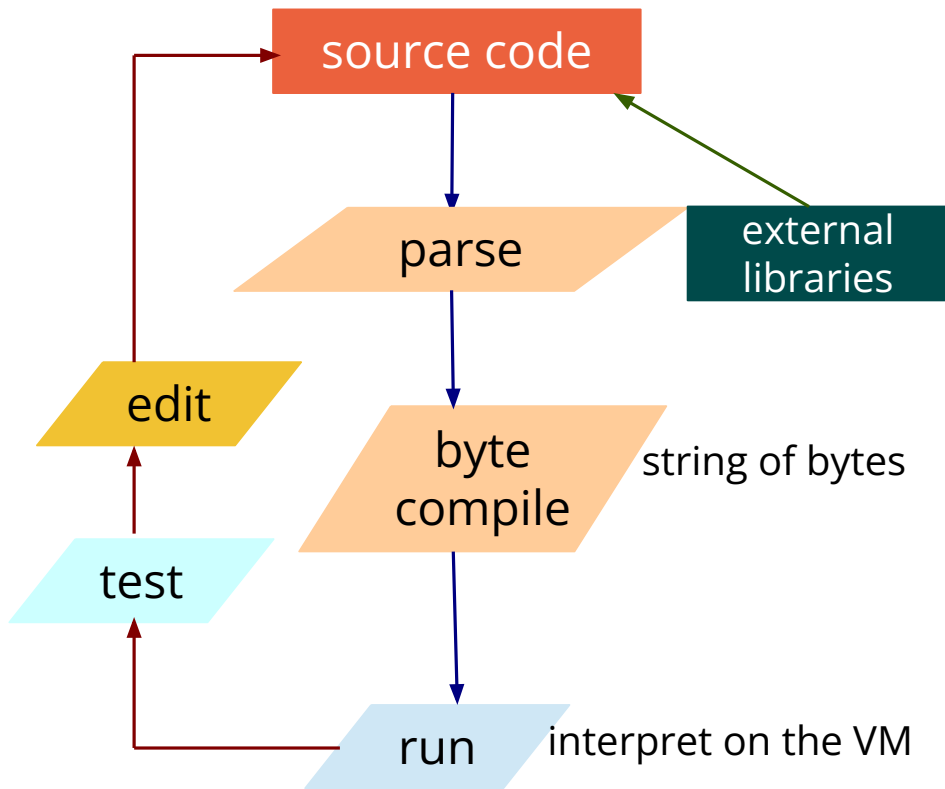 source code
parse
external
libraries
edit
byte
compile
string of bytes
test
run
interpret on the VM